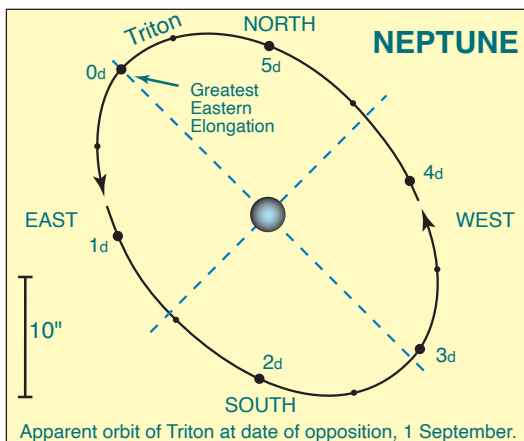 NEPTUNE
Triton
NORTH
0d
5d
Greatest
Eastern
Elongation
4d
EAST
WEST
1d
10"
3d
2d
SOUTH
Apparent orbit of Triton at date of opposition, 1 September.